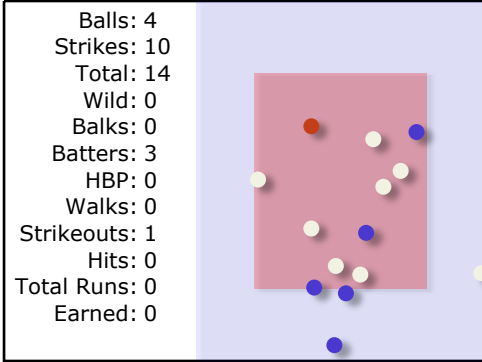 Balls: 4
Strikes: 10
Total: 14
Wild: 0
Balks: 0
Batters: 3
HBP: 0
Walks: 0
Strikeouts: 1
Hits: 0
Total Runs: 0
Earned: 0